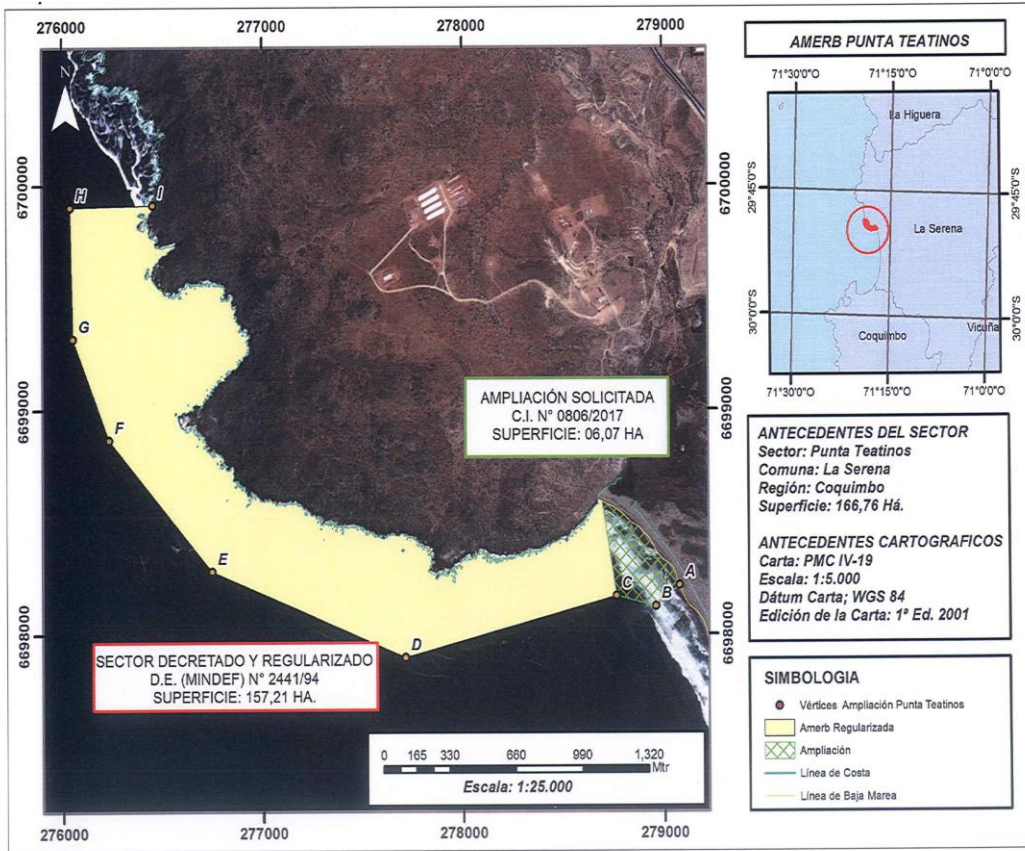 276000
277000
278000
279000
N
6700000
6699000
6698000
6700000
6699000
6698000
H
I
G
F
E
D
C
B
A
AMPLIACIÓN SOLICITADA
C.I. N° 0806/2017
SUPERFICIE: 06,07 HA
SECTOR DECRETADO Y REGULARIZADO
D.E. (MINDEF) N° 2441/94
SUPERFICIE: 157,21 HA.
0 165 330 660 990 1,320
Mtr
Escala: 1:25.000
276000
277000
278000
279000
AMERB PUNTA TEATINOS
71°30'0"O
71°15'0"O
71°0'0"O
La Higuera
29°45'0"S
29°45'0"S
La Serena
30°0'0"S
30°0'0"S
Coquimbo
Vicuña
71°30'0"O
71°15'0"O
71°0'0"O
ANTECEDENTES DEL SECTOR
Sector: Punta Teatinos
Comuna: La Serena
Región: Coquimbo
Superficie: 166,76 Há.
ANTECEDENTES CARTOGRAFICOS
Carta: PMC IV-19
Escala: 1:5.000
Dátum Carta; WGS 84
Edición de la Carta: 1ª Ed. 2001
SIMBOLOGIA
Vértices Ampliación Punta Teatinos
Amerb Regularizada
Ampliación
Línea de Costa
Línea de Baja Marea